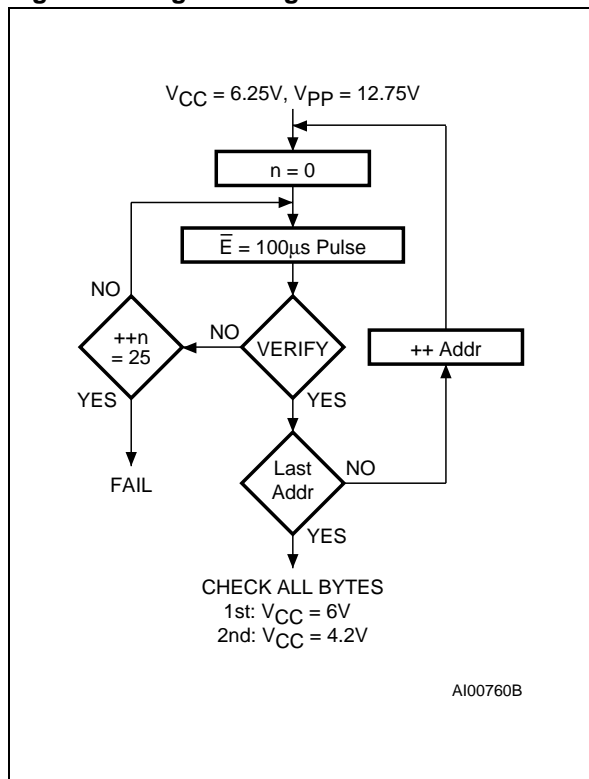 VCC = 6.25V, VPP = 12.75V
n = 0
E̅ = 100μs Pulse
NO
++n
= 25
NO
VERIFY
++ Addr
YES
YES
FAIL
Last
Addr
NO
YES
CHECK ALL BYTES
1st: VCC = 6V
2nd: VCC = 4.2V
AI00760B